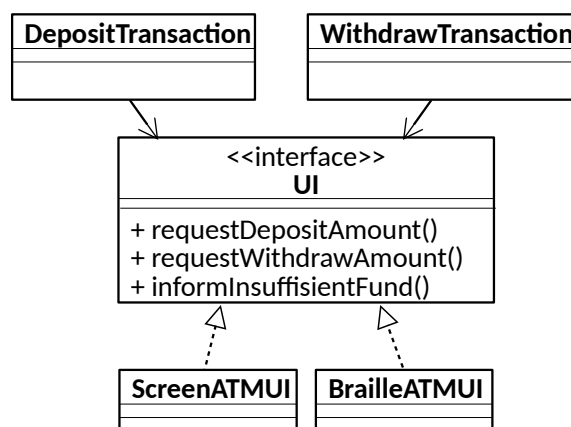 DepositTransaction
WithdrawTransaction
<<interface>>
UI
+ requestDepositAmount()
+ requestWithdrawAmount()
+ informInsuffisientFund()
ScreenATMUI
BrailleATMUI